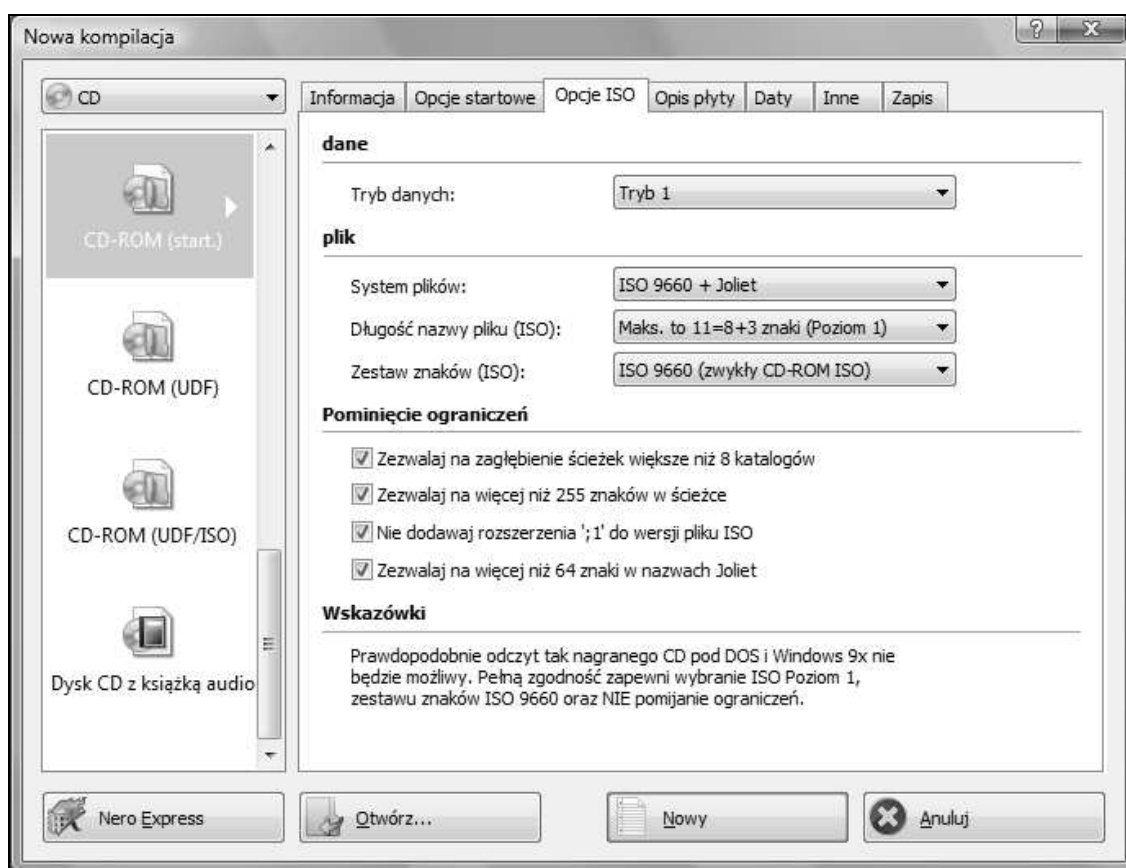 Nowa kompilacja
CD
CD-ROM (start.)
CD-ROM (UDF)
CD-ROM (UDF/ISO)
Dysk CD z książką audio
Informacja
Opcje startowe
Opcje ISO
Opis płyty
Daty
Inne
Zapis
dane
Tryb danych:
Tryb 1
plik
System plików:
ISO 9660 + Joliet
Długość nazwy pliku (ISO):
Maks. to 11=8+3 znaki (Poziom 1)
Zestaw znaków (ISO):
ISO 9660 (zwykły CD-ROM ISO)
Pominięcie ograniczeń
Zezwalaj na zagłębienie ścieżek większe niż 8 katalogów
Zezwalaj na więcej niż 255 znaków w ścieżce
Nie dodawaj rozszerzenia ';1' do wersji pliku ISO
Zezwalaj na więcej niż 64 znaki w nazwach Joliet
Wskazówki
Prawdopodobnie odczyt tak nagranego CD pod DOS i Windows 9x nie
będzie możliwy. Pełną zgodność zapewni wybranie ISO Poziom 1,
zestawu znaków ISO 9660 oraz NIE pomijanie ograniczeń.
Nero Express
Otwórz...
Nowy
Anuluj